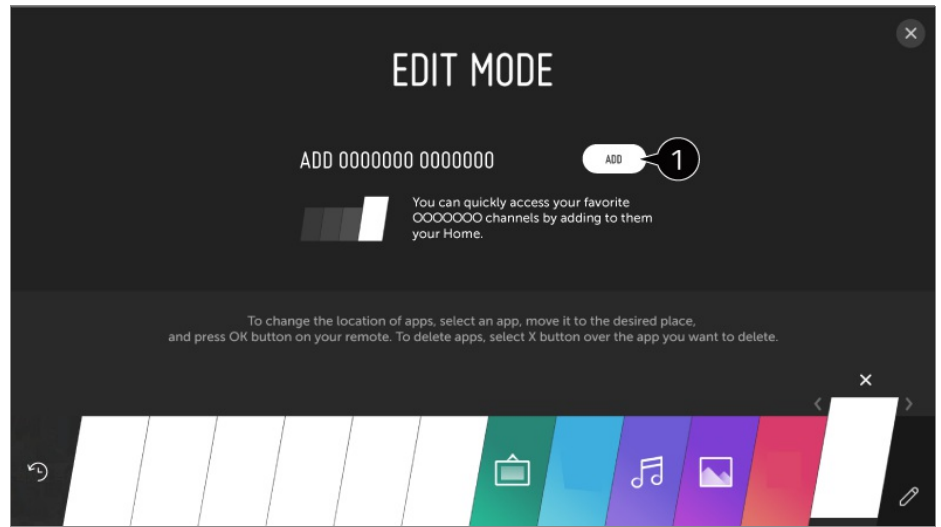 EDIT MODE
ADD OOOOOOO OOOOOOO
ADD
1
You can quickly access your favorite
OOOOOOO channels by adding to them
your Home.
To change the location of apps, select an app, move it to the desired place,
and press OK button on your remote. To delete apps, select X button over the app you want to delete.